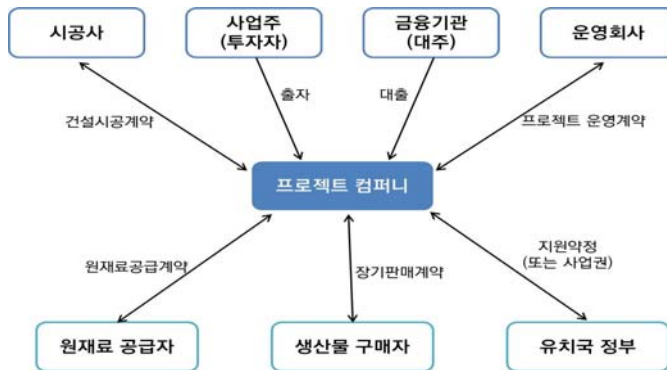 시공사
사업주
(투자자)
금융기관
(대주)
운영회사
출자
대출
건설시공계약
프로젝트 운영계약
프로젝트 컴퍼니
원재료공급계약
장기판매계약
지원약정
(또는 사업권)
원재료 공급자
생산물 구매자
유치국 정부